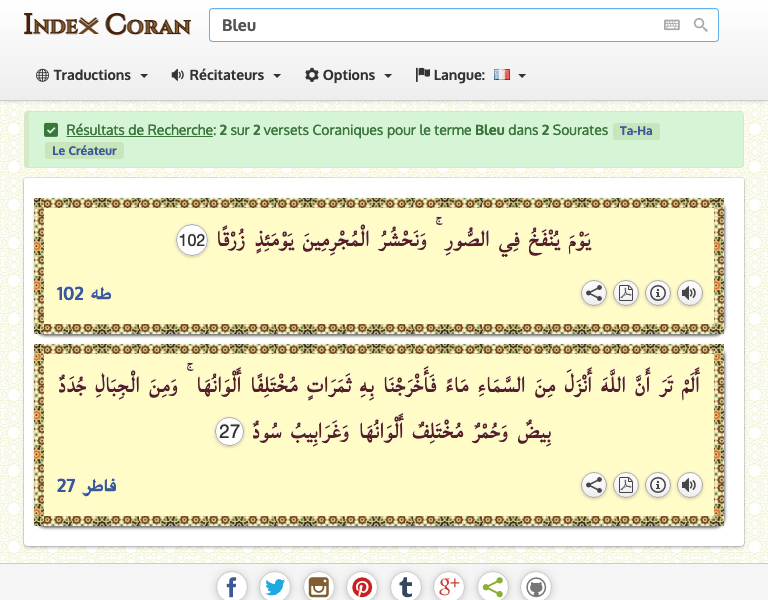 Index Coran
Bleu
Traductions
Récitateurs
Options
Langue:
Résultats de Recherche: 2 sur 2 versets Coraniques pour le terme Bleu dans 2 Sourates Ta-Ha
Le Créateur
يَوْمَ يُنْفَخُ فِي الصُّورِ ۚ وَنَحْشُرُ الْمُجْرِمِينَ يَوْمَئِذٍ زُرْقًا 102
طه 102
أَلَمْ تَرَ أَنَّ اللَّهَ أَنْزَلَ مِنَ السَّمَاءِ مَاءً فَأَخْرَجْنَا بِهِ ثَمَرَاتٍ مُخْتَلِفًا أَلْوَانُهَا ۚ وَمِنَ الْجِبَالِ جُدَدٌ
بِيضٌ وَحُمْرٌ مُخْتَلِفٌ أَلْوَانُهَا وَغَرَابِيبُ سُودٌ 27
فاطر 27